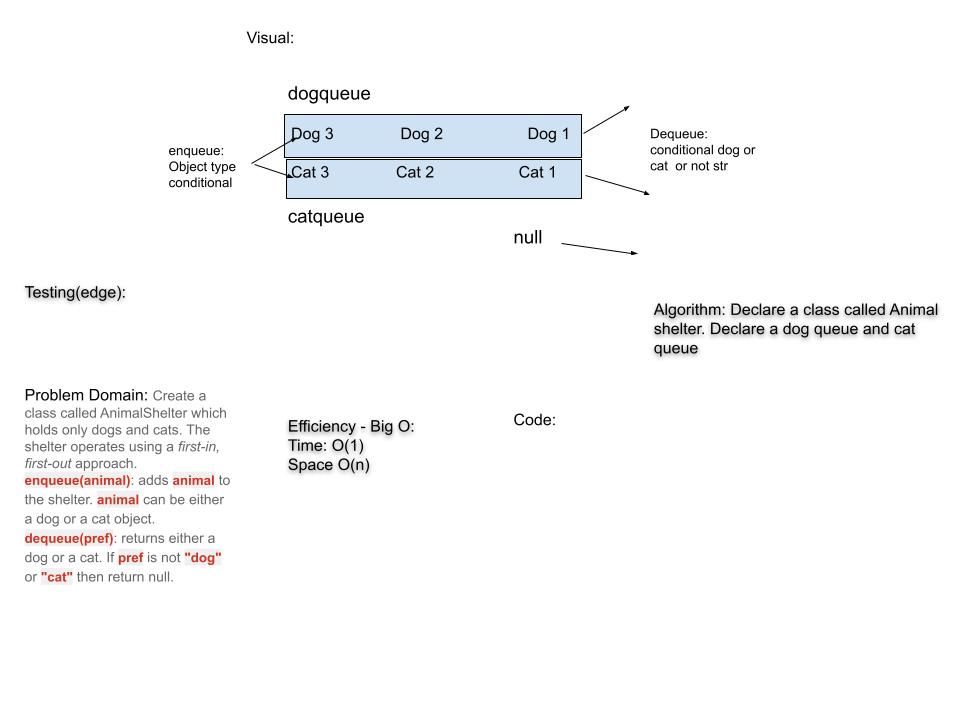 Visual:
dogqueue
Dog 3 Dog 2 Dog 1
Cat 3 Cat 2 Cat 1
catqueue
null
enqueue:
Object type
conditional
Dequeue:
conditional dog or
cat or not str
Testing(edge):
Algorithm: Declare a class called Animal
shelter. Declare a dog queue and cat
queue
Problem Domain: Create a
class called AnimalShelter which
holds only dogs and cats. The
shelter operates using a first-in,
first-out approach.
enqueue(animal): adds animal to
the shelter. animal can be either
a dog or a cat object.
dequeue(pref): returns either a
dog or a cat. If pref is not "dog"
or "cat" then return null.
Efficiency - Big O:
Time: O(1)
Space O(n)
Code: